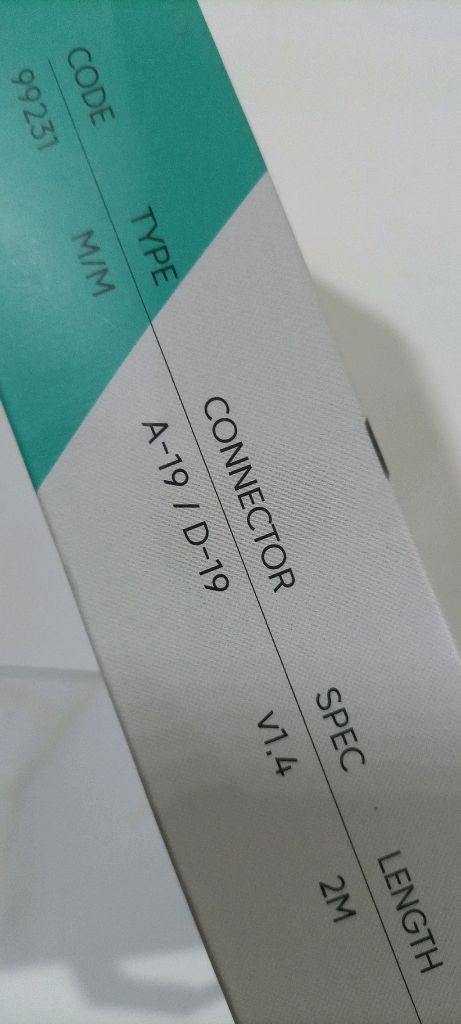 CODE TYPE CONNECTOR SPEC LENGTH
99231 M/M A-19 / D-19 v1.4 2M